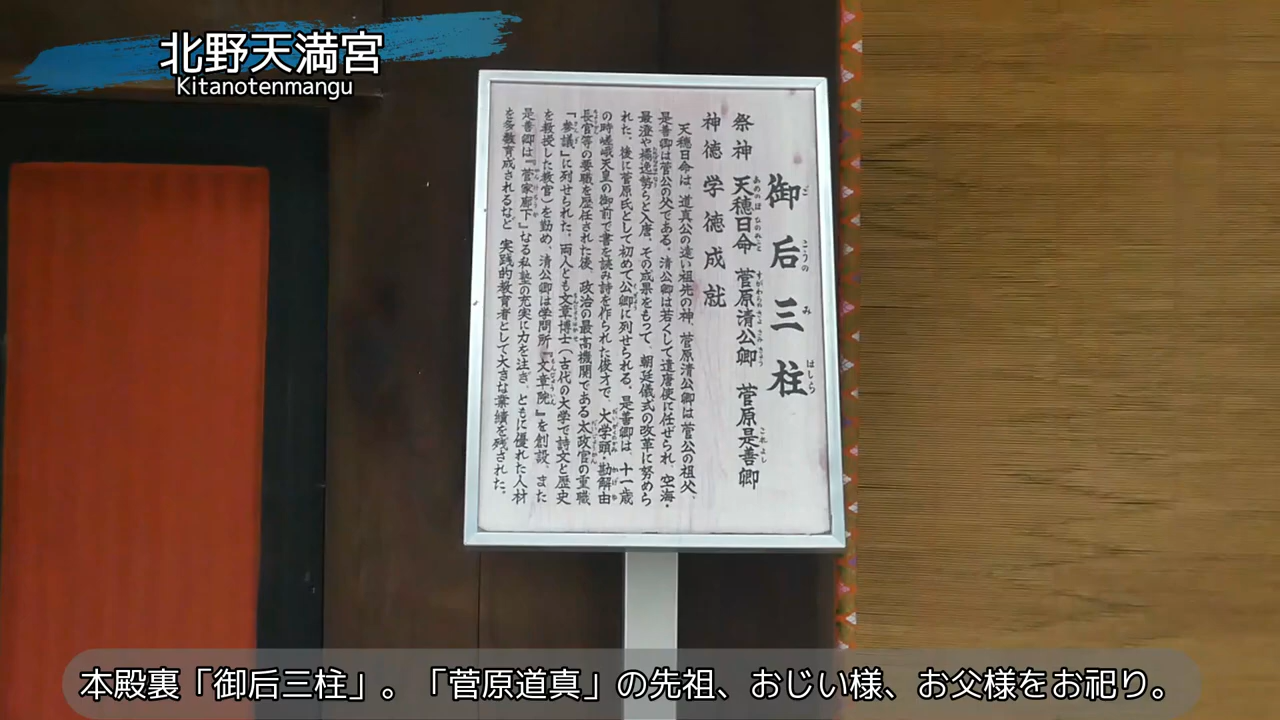 北野天満宮
Kitanotenmangu
御后三柱
祭神 天穂日命 菅原清公卿 菅原是善卿
神徳 学徳成就
天穂日命は、道真公の遠い祖先の神、菅原清公卿は菅公の祖父、
是善卿は菅公の父である。清公卿は若くして遣唐使に任せられ、空海・
最澄や橘逸勢らと入唐、その成果をもって、朝廷儀式の改革に努めら
れた。後に菅原氏として初めて公卿に列せられる。是善卿は、十一歳
の時嵯峨天皇の御前で書を読み詩を作られた俊才で、大学頭・勘解由
長官等の要職を歴任された後、政治の最高機関である太政官の重職
「参議」に列せられた。両人とも文章博士(古代の大学で詩文と歴史
を教授した教官)を勤め、清公卿は学問所『文章院』を創設、また
是善卿は『菅家廊下』なる私塾の充実に力を注ぎ、ともに優れた人材
を多数育成されるなど 実践的教育者として大きな業績を残された。
本殿裏「御后三柱」。「菅原道真」の先祖、おじい様、お父様をお祀り。